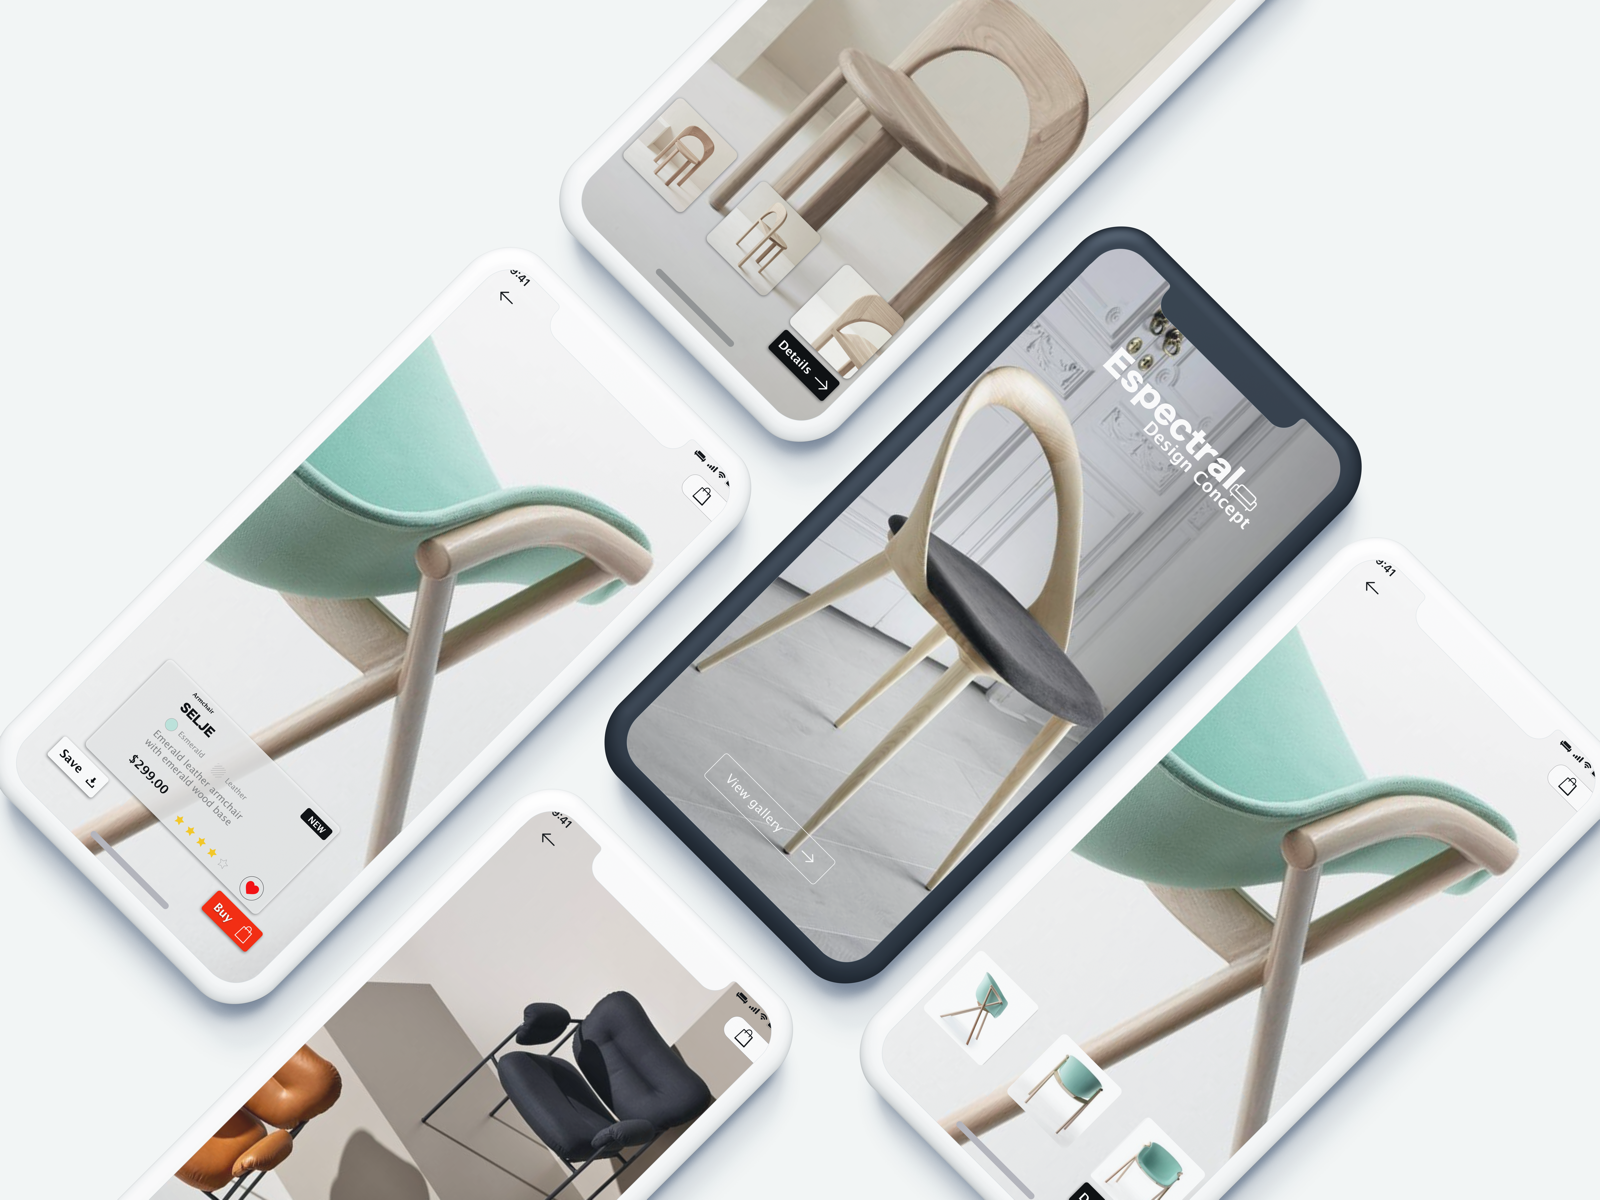 Details
9:41
Armchair
SELJE
Esmerald
Leather
Emerald leather armchair
with emerald wood base
$299.00
NEW
Save
Buy
Espectral
Design Concept
View gallery
9:41
9:41